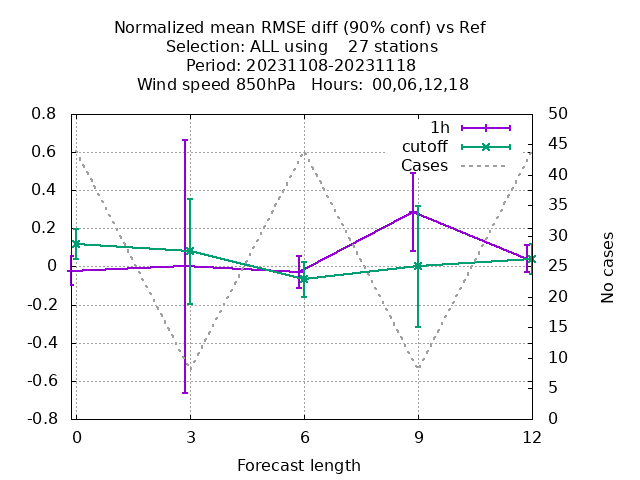 Normalized mean RMSE diff (90% conf) vs Ref
Selection: ALL using    27 stations
Period: 20231108-20231118
Wind speed 850hPa   Hours:  00,06,12,18
0.8
0.6
0.4
0.2
0
-0.2
-0.4
-0.6
-0.8
1h
cutoff
Cases
50
45
40
35
30
25
20
15
10
5
0
No cases
0
3
6
9
12
Forecast length